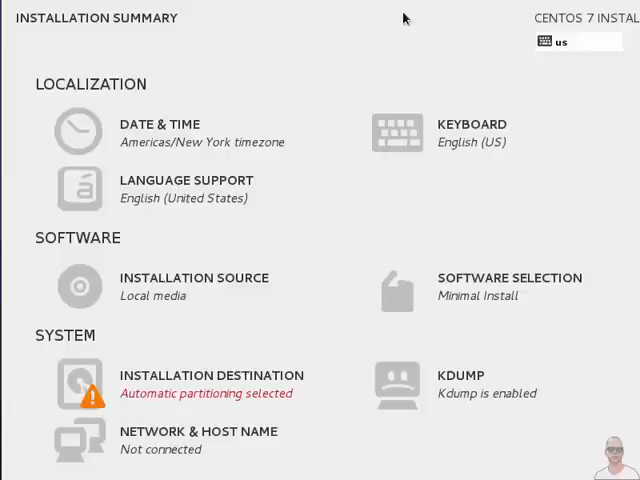 INSTALLATION SUMMARY
CENTOS 7 INSTAL
us
LOCALIZATION
DATE & TIME
Americas/New York timezone
KEYBOARD
English (US)
LANGUAGE SUPPORT
English (United States)
SOFTWARE
INSTALLATION SOURCE
Local media
SOFTWARE SELECTION
Minimal Install
SYSTEM
INSTALLATION DESTINATION
Automatic partitioning selected
KDUMP
Kdump is enabled
NETWORK & HOST NAME
Not connected